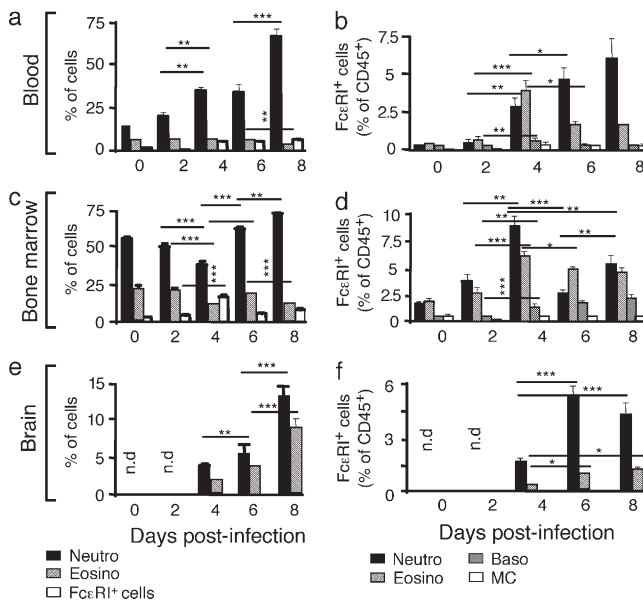 a
Blood
% of cells
75
50
25
0
0 2 4 6 8
** ** *** **
b
FcεRI⁺ cells
(% of CD45⁺)
7.5
5
2.5
0
0 2 4 6 8
* *** ** * **
c
Bone marrow
% of cells
75
50
25
0
0 2 4 6 8
*** ** *** *** *** ***
d
FcεRI⁺ cells
(% of CD45⁺)
10
7.5
5
2.5
0
0 2 4 6 8
** *** ** ** ** *** * ***
e
Brain
% of cells
15
10
5
0
n.d n.d
0 2 4 6 8
*** *** **
Days post-infection
f
FcεRI⁺ cells
(% of CD45⁺)
6
3
0
n.d n.d
0 2 4 6 8
*** *** * *
Days post-infection
Neutro
Eosino
FcεRI⁺ cells
Neutro Baso
Eosino MC